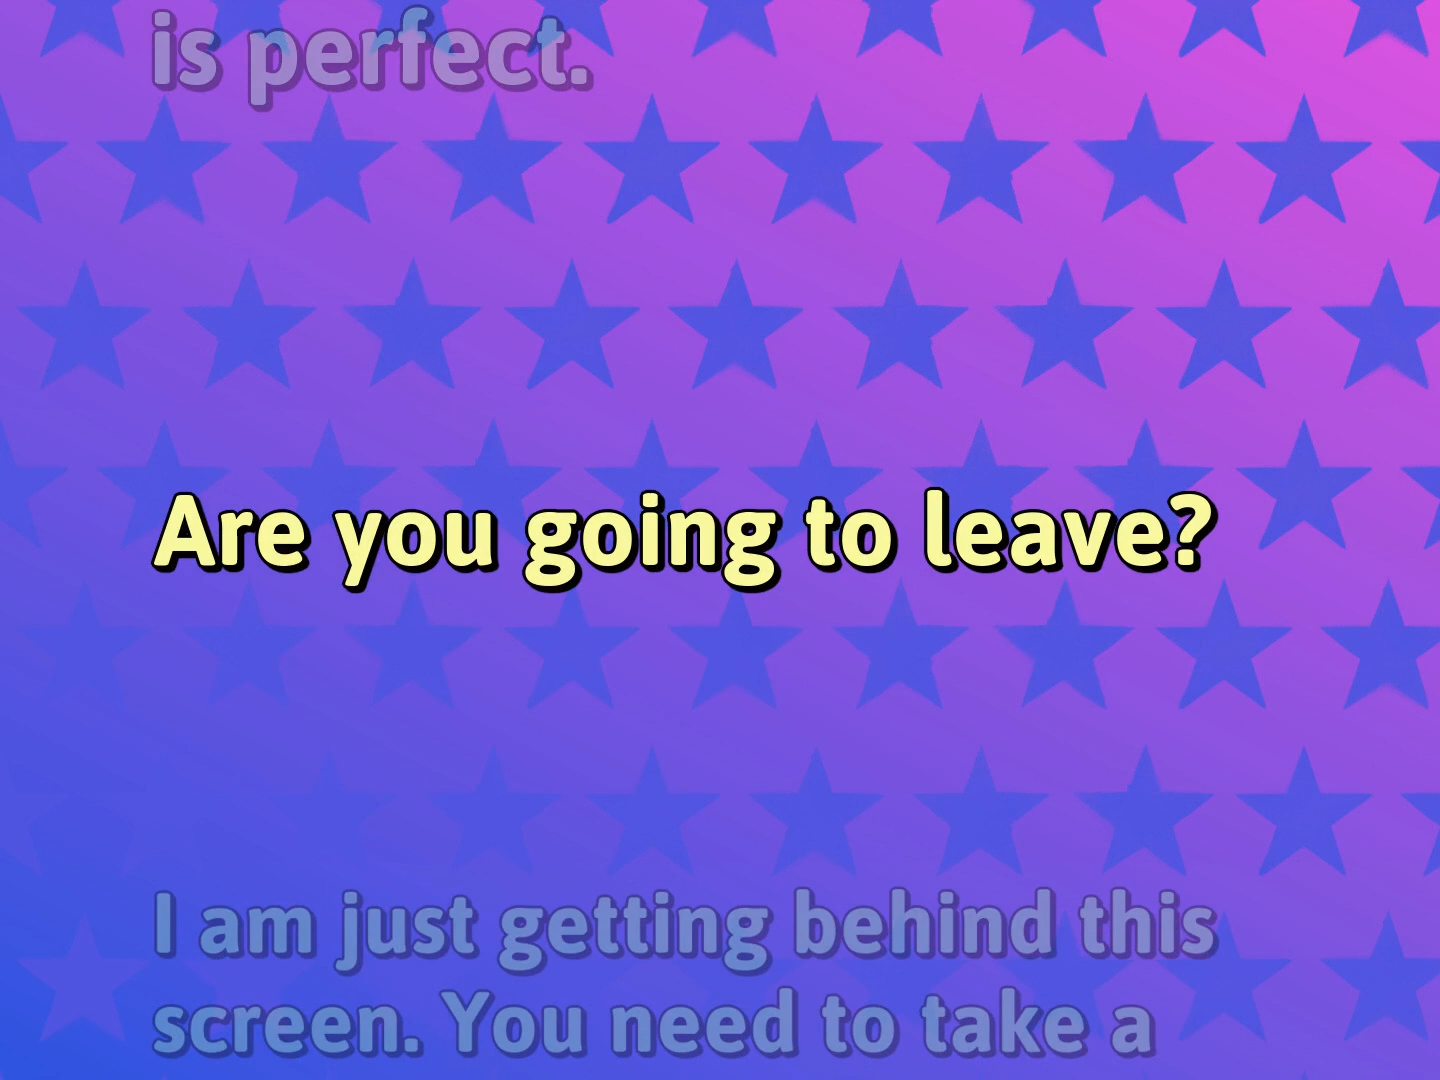 is perfect.
Are you going to leave?
I am just getting behind this
screen. You need to take a